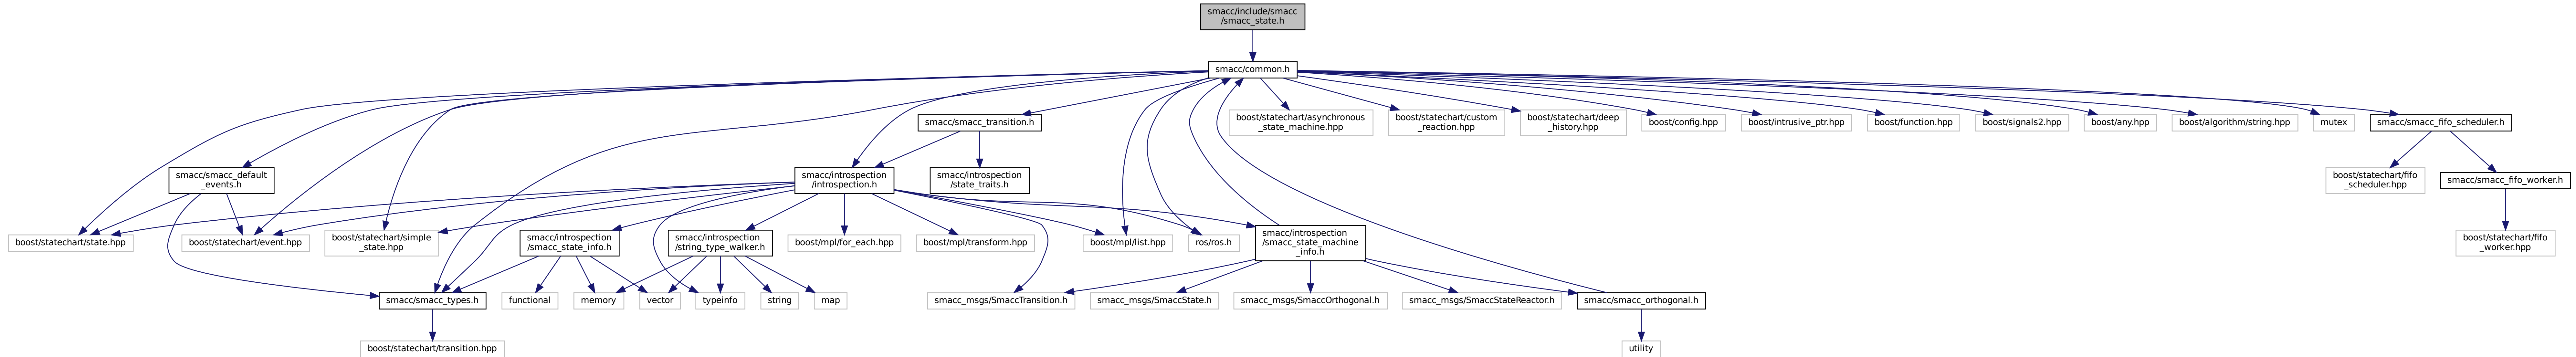 smacc/include/smacc
/smacc_state.h
smacc/common.h
smacc/smacc_transition.h
boost/statechart/asynchronous
_state_machine.hpp
boost/statechart/custom
_reaction.hpp
boost/statechart/deep
_history.hpp
boost/config.hpp
boost/intrusive_ptr.hpp
boost/function.hpp
boost/signals2.hpp
boost/any.hpp
boost/algorithm/string.hpp
mutex
smacc/smacc_fifo_scheduler.h
smacc/smacc_default
_events.h
smacc/introspection
/introspection.h
smacc/introspection
/state_traits.h
boost/statechart/fifo
_scheduler.hpp
smacc/smacc_fifo_worker.h
boost/statechart/state.hpp
boost/statechart/event.hpp
boost/statechart/simple
_state.hpp
smacc/introspection
/smacc_state_info.h
smacc/introspection
/string_type_walker.h
boost/mpl/for_each.hpp
boost/mpl/transform.hpp
boost/mpl/list.hpp
ros/ros.h
smacc/introspection
/smacc_state_machine
_info.h
boost/statechart/fifo
_worker.hpp
smacc/smacc_types.h
functional
memory
vector
typeinfo
string
map
smacc_msgs/SmaccTransition.h
smacc_msgs/SmaccState.h
smacc_msgs/SmaccOrthogonal.h
smacc_msgs/SmaccStateReactor.h
smacc/smacc_orthogonal.h
boost/statechart/transition.hpp
utility